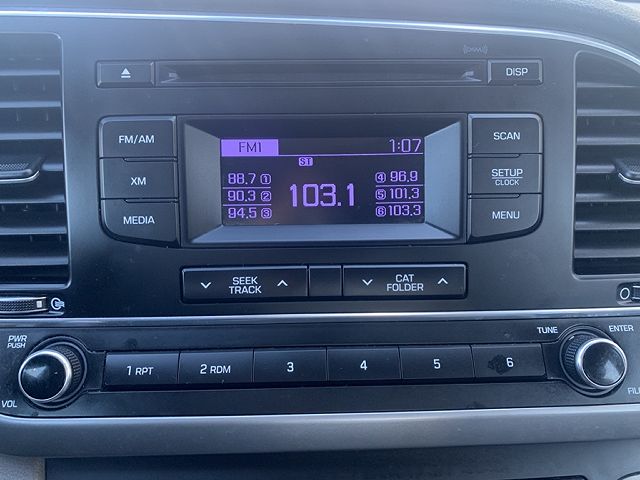 DISP
FM/AM
XM
MEDIA
FM1 1:07
ST
88.7 1 4 96.9
90.3 2 103.1 5 101.3
94.5 3 6 103.3
SCAN
SETUP
CLOCK
MENU
SEEK
TRACK
CAT
FOLDER
PWR
PUSH
VOL
1 RPT
2 RDM
3
4
5
6
TUNE
ENTER